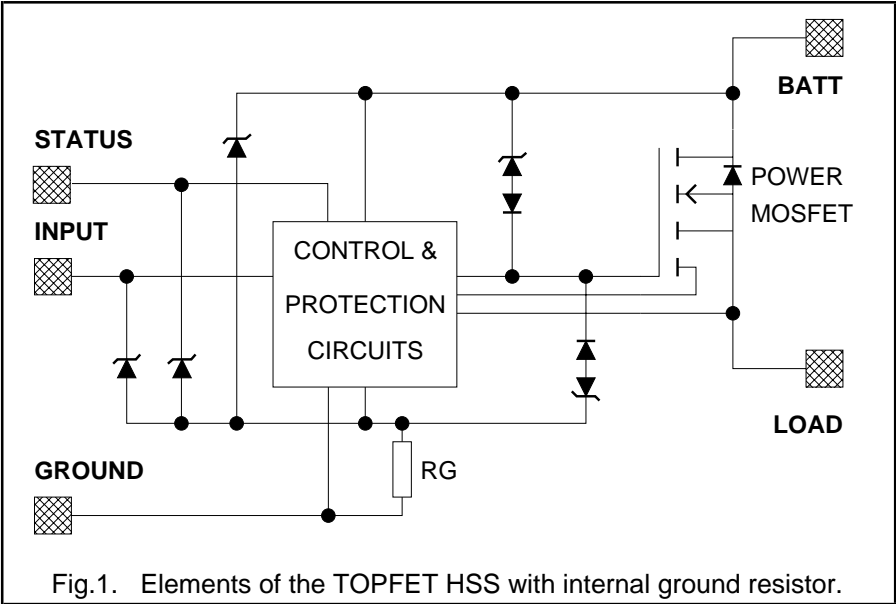 BATT
STATUS
POWER
MOSFET
INPUT
CONTROL &
PROTECTION
CIRCUITS
LOAD
GROUND
RG
Fig.1. Elements of the TOPFET HSS with internal ground resistor.